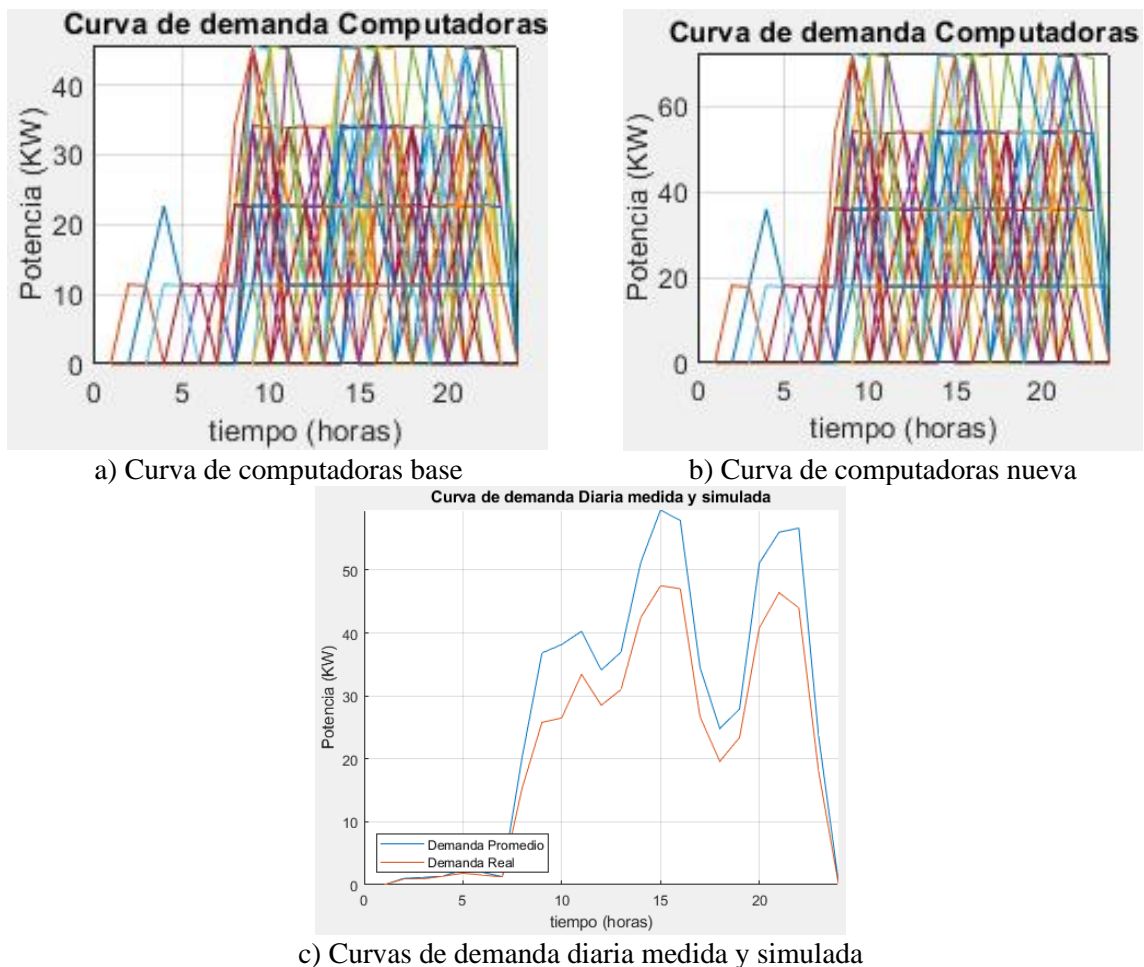 Curva de demanda Computadoras
Potencia (KW)
40
30
20
10
0
0 5 10 15 20
tiempo (horas)
a) Curva de computadoras base
Curva de demanda Computadoras
Potencia (KW)
60
40
20
0
0 5 10 15 20
tiempo (horas)
b) Curva de computadoras nueva
Curva de demanda Diaria medida y simulada
Potencia (KW)
50
40
30
20
10
0
Demanda Promedio
Demanda Real
0 5 10 15 20
tiempo (horas)
c) Curvas de demanda diaria medida y simulada